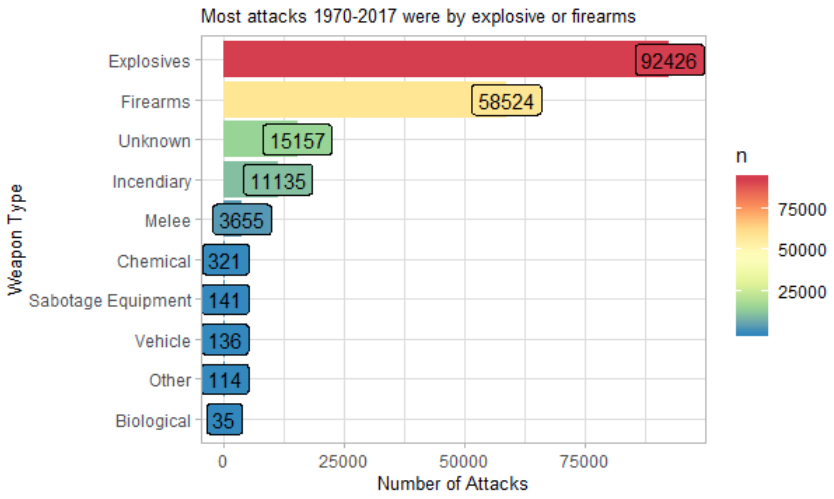 Most attacks 1970-2017 were by explosive or firearms
Weapon Type
Explosives 92426
Firearms 58524
Unknown 15157
Incendiary 11135
Melee 3655
Chemical 321
Sabotage Equipment 141
Vehicle 136
Other 114
Biological 35
0 25000 50000 75000
Number of Attacks
n
75000
50000
25000